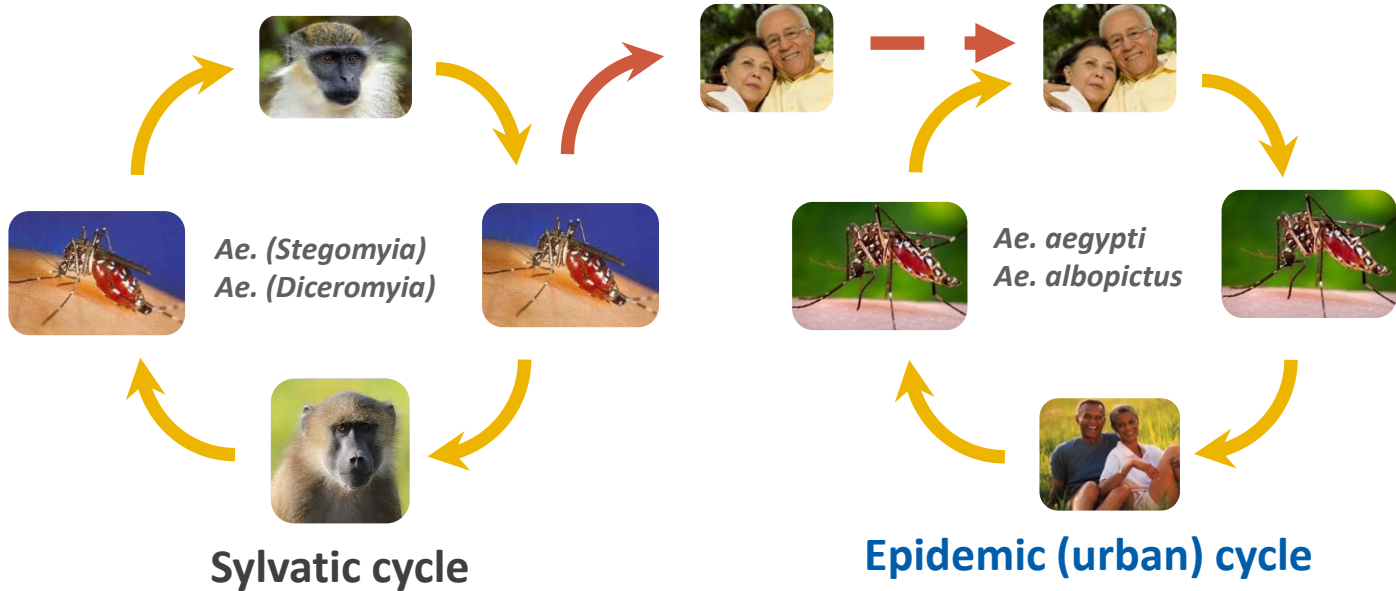 Ae. (Stegomyia)
Ae. (Diceromyia)
Ae. aegypti
Ae. albopictus
Sylvatic cycle
Epidemic (urban) cycle